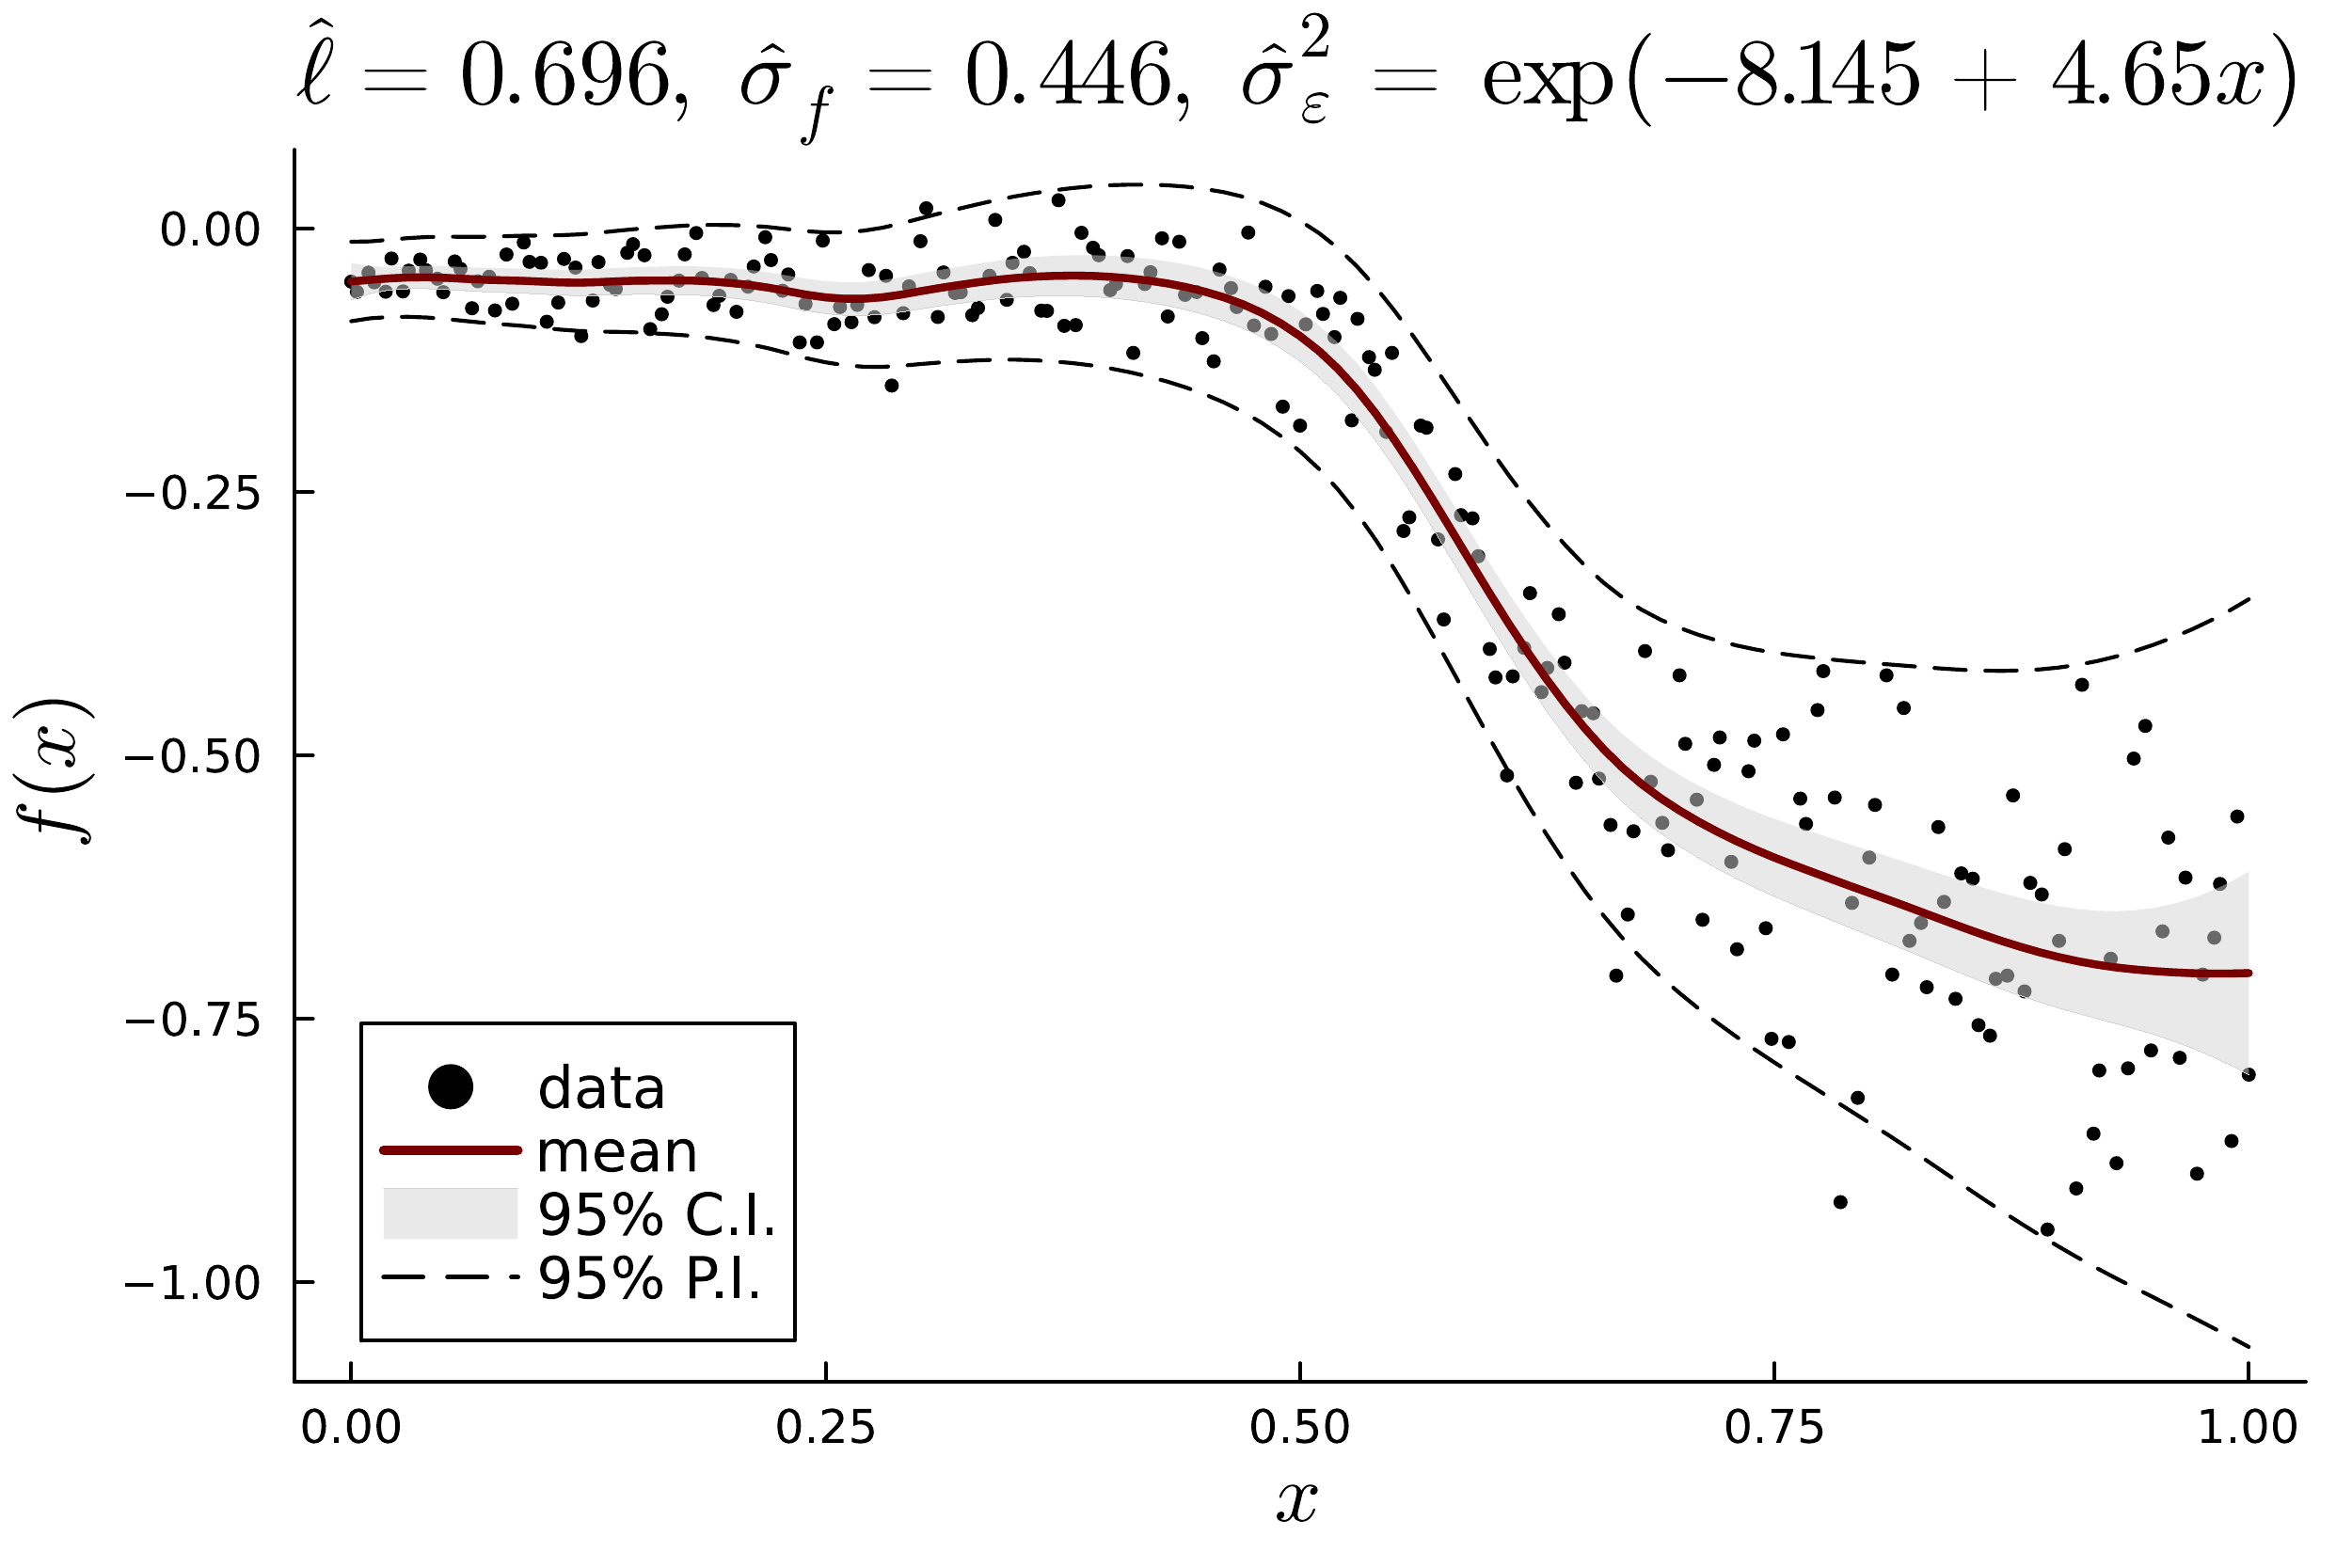 ℓ̂ = 0.696, σ̂_f = 0.446, σ̂_ε² = exp(−8.145 + 4.65x)
0.00
−0.25
−0.50
−0.75
−1.00
f(x)
data
mean
95% C.I.
95% P.I.
0.00 0.25 0.50 0.75 1.00
x